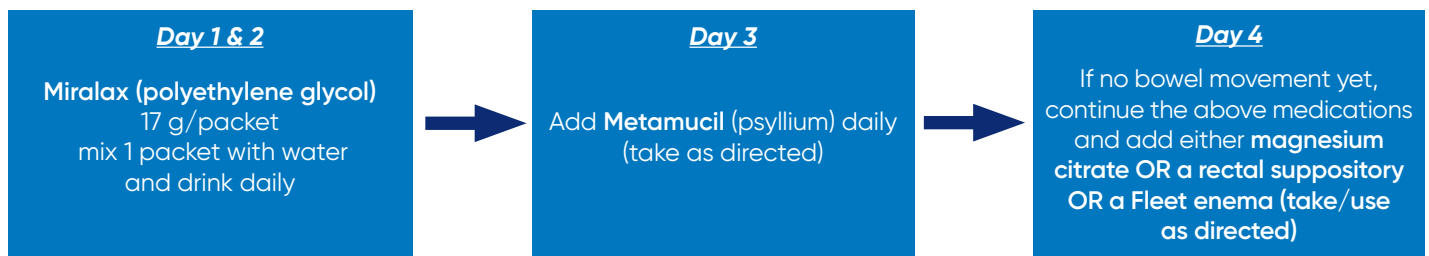 Day 1 & 2
Miralax (polyethylene glycol)
17 g/packet
mix 1 packet with water
and drink daily
Day 3
Add Metamucil (psyllium) daily
(take as directed)
Day 4
If no bowel movement yet,
continue the above medications
and add either magnesium
citrate OR a rectal suppository
OR a Fleet enema (take/use
as directed)